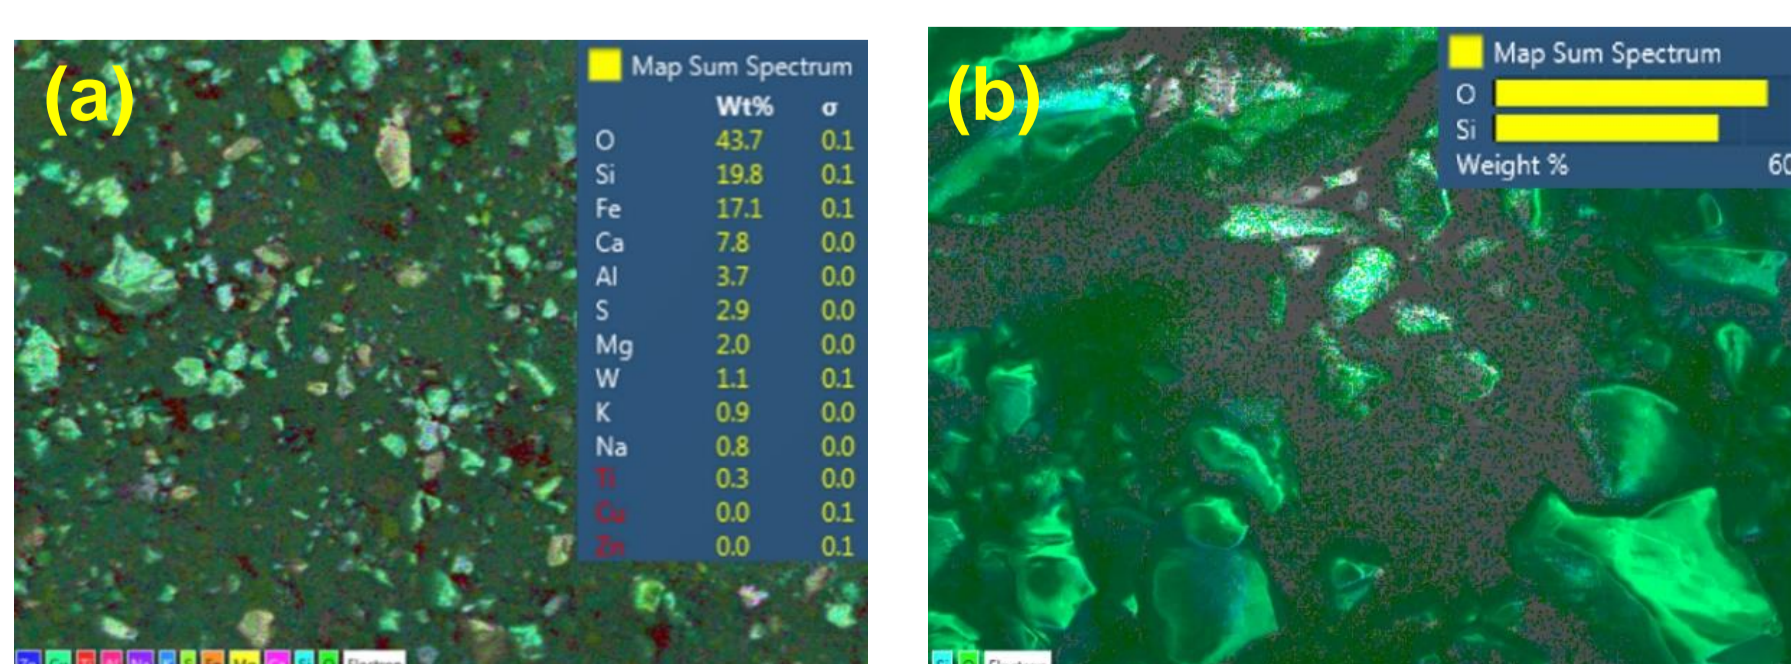 (a)
Map Sum Spectrum
Wt% σ
O 43.7 0.1
Si 19.8 0.1
Fe 17.1 0.1
Ca 7.8 0.0
Al 3.7 0.0
S 2.9 0.0
Mg 2.0 0.0
W 1.1 0.1
K 0.9 0.0
Na 0.8 0.0
Ti 0.3 0.0
Cu 0.0 0.1
Zn 0.0 0.1
(b)
Map Sum Spectrum
O
Si
Weight % 60